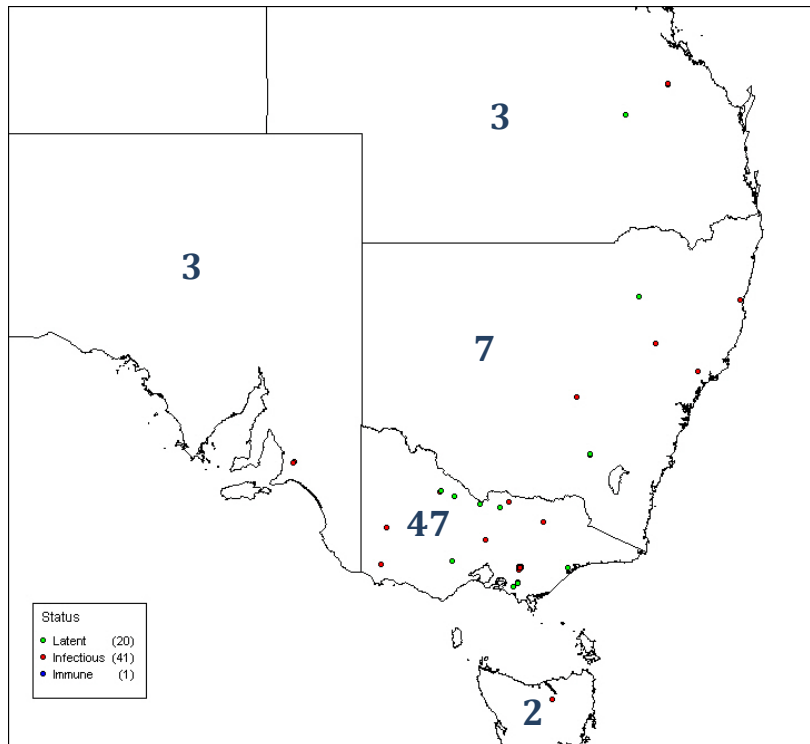 3
3
7
47
Status
Latent (20)
Infectious (41)
Immune (1)
2